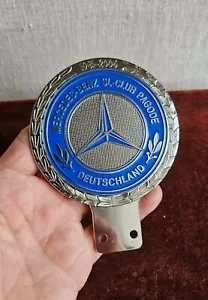 MERCEDES-BENZ SL-CLUB PAGODE
DEUTSCHLAND